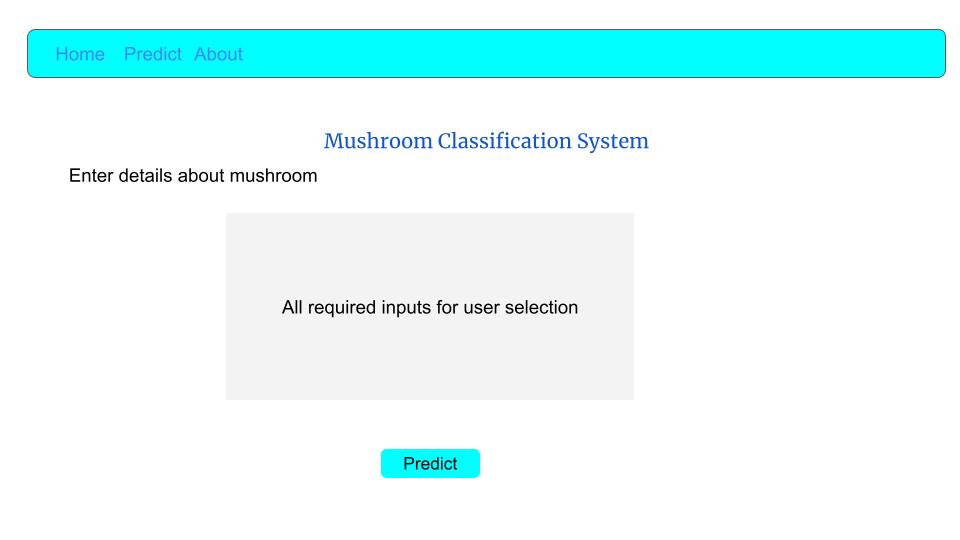 Home Predict About
Mushroom Classification System
Enter details about mushroom
All required inputs for user selection
Predict